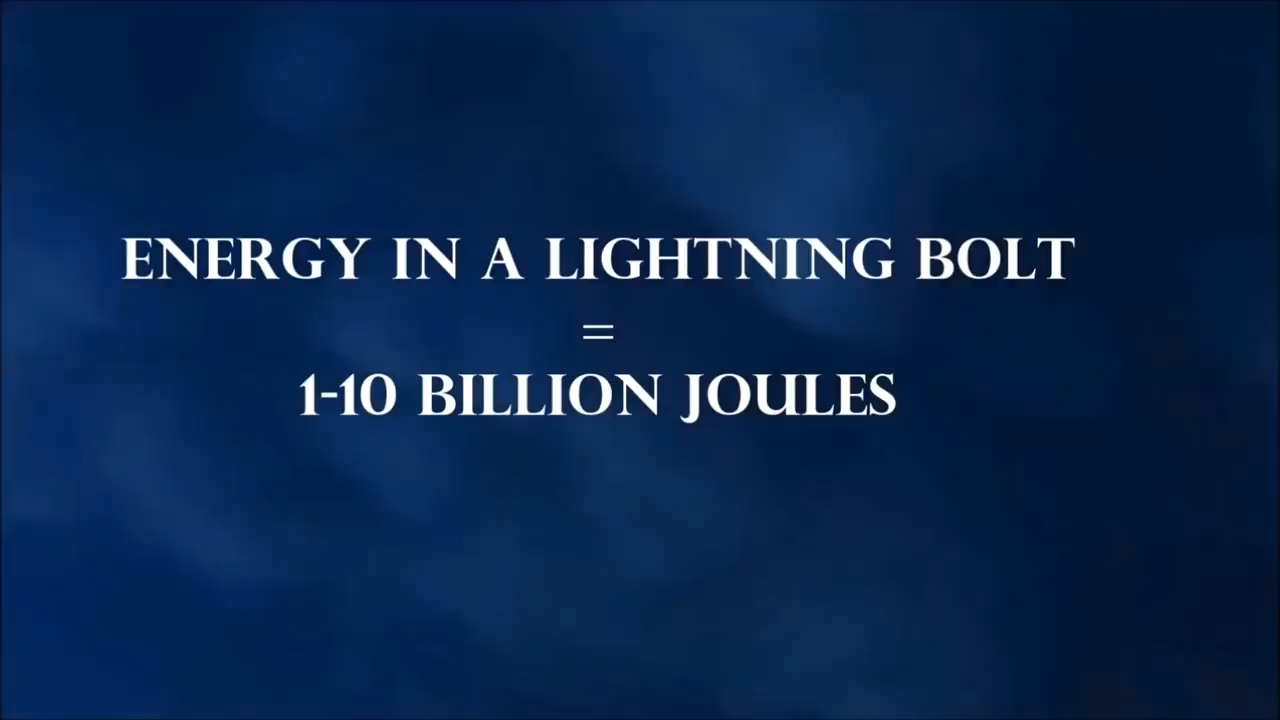 ENERGY IN A LIGHTNING BOLT
=
1-10 BILLION JOULES